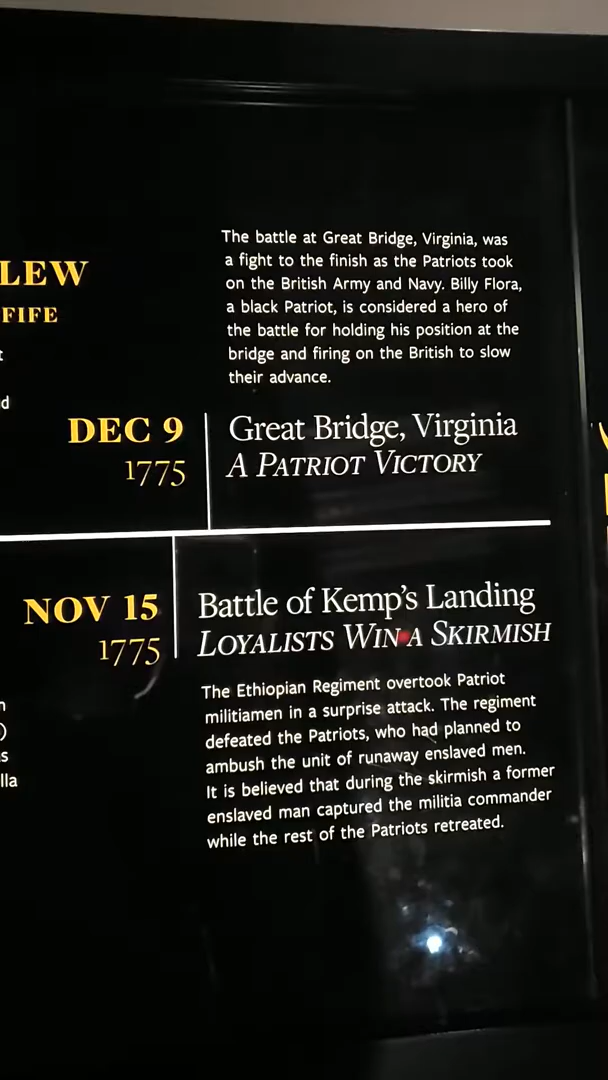 LEW
FIFE
t
d
The battle at Great Bridge, Virginia, was
a fight to the finish as the Patriots took
on the British Army and Navy. Billy Flora,
a black Patriot, is considered a hero of
the battle for holding his position at the
bridge and firing on the British to slow
their advance.
DEC 9
1775
Great Bridge, Virginia
A PATRIOT VICTORY
NOV 15
1775
Battle of Kemp's Landing
LOYALISTS WIN A SKIRMISH
The Ethiopian Regiment overtook Patriot
militiamen in a surprise attack. The regiment
defeated the Patriots, who had planned to
ambush the unit of runaway enslaved men.
It is believed that during the skirmish a former
enslaved man captured the militia commander
while the rest of the Patriots retreated.
n
)
s
lla